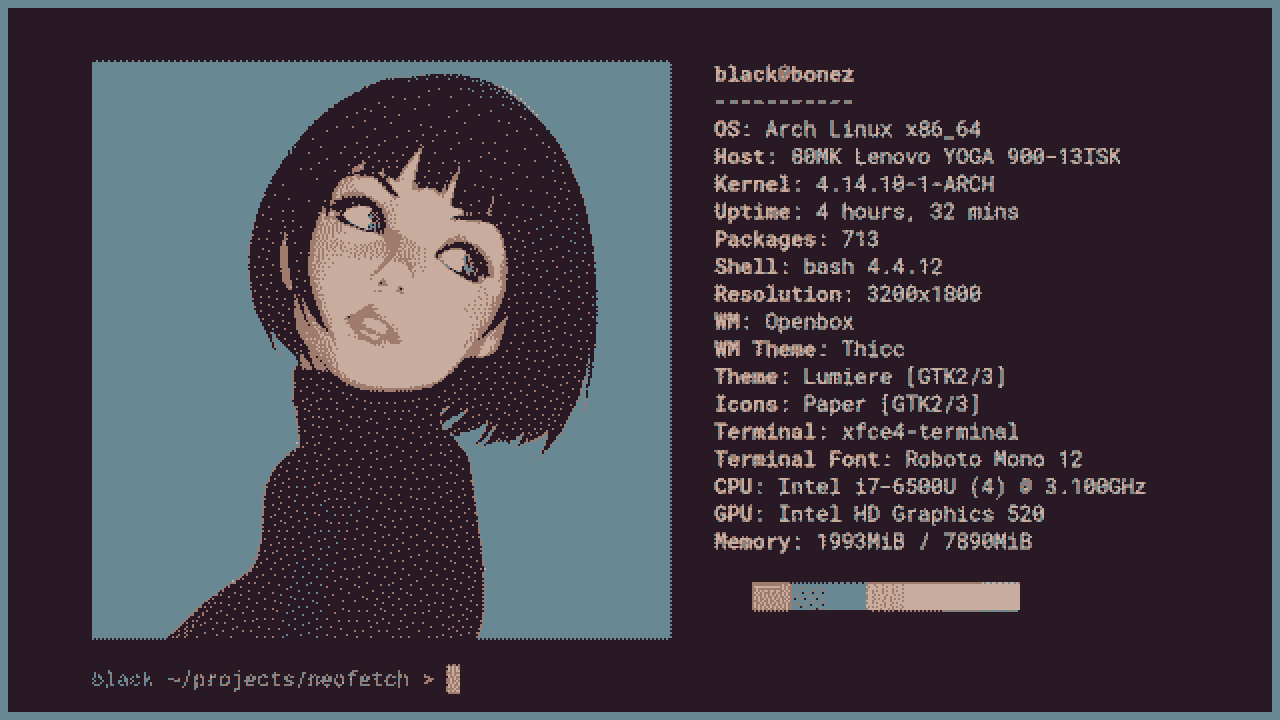 black@bonez
-----------
OS: Arch Linux x86_64
Host: 80MK Lenovo YOGA 900-13ISK
Kernel: 4.14.10-1-ARCH
Uptime: 4 hours, 32 mins
Packages: 713
Shell: bash 4.4.12
Resolution: 3200x1800
WM: Openbox
WM Theme: Thicc
Theme: Lumiere [GTK2/3]
Icons: Paper [GTK2/3]
Terminal: xfce4-terminal
Terminal Font: Roboto Mono 12
CPU: Intel i7-6500U (4) @ 3.100GHz
GPU: Intel HD Graphics 520
Memory: 1993MiB / 7890MiB
black ~/projects/neofetch >